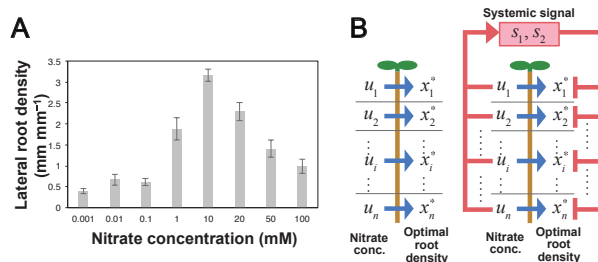 A
Lateral root density
(mm mm⁻¹)
3.5
3
2.5
2
1.5
1
0.5
0
0.001 0.01 0.1 1 10 20 50 100
Nitrate concentration (mM)
B
Systemic signal
s₁, s₂
u₁ x₁* u₁ x₁*
u₂ x₂* u₂ x₂*
uᵢ xᵢ* uᵢ xᵢ*
uₙ xₙ* uₙ xₙ*
Nitrate Optimal Nitrate Optimal
conc. root conc. root
density density